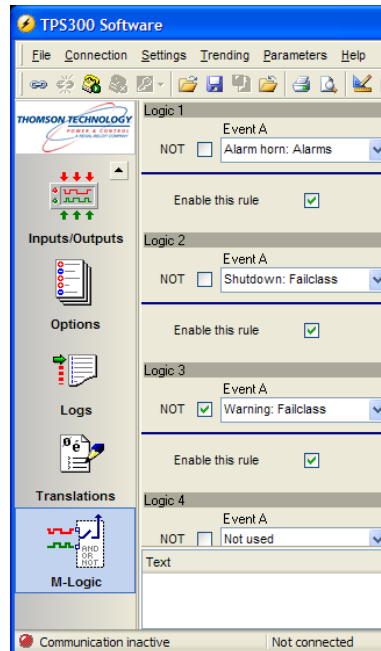 TPS300 Software
File Connection Settings Trending Parameters Help
THOMSON TECHNOLOGY
POWER & CONTROL
A REGAL-BELOIT COMPANY
Inputs/Outputs
Options
Logs
Translations
AND
OR
NOT
M-Logic
Logic 1
Event A
NOT Alarm horn: Alarms
Enable this rule
Logic 2
Event A
NOT Shutdown: Failclass
Enable this rule
Logic 3
Event A
NOT Warning: Failclass
Enable this rule
Logic 4
Event A
NOT Not used
Text
Communication inactive Not connected